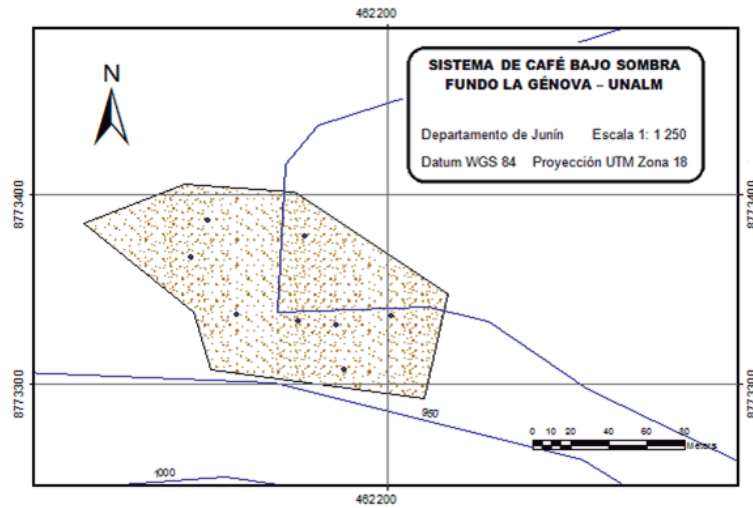 462200
SISTEMA DE CAFÉ BAJO SOMBRA
FUNDO LA GÉNOVA – UNALM
Departamento de Junín Escala 1: 1 250
Datum WGS 84 Proyección UTM Zona 18
N
8773400
8773400
8773300
8773300
950
0 10 20 40 60 80
Meters
1000
462200